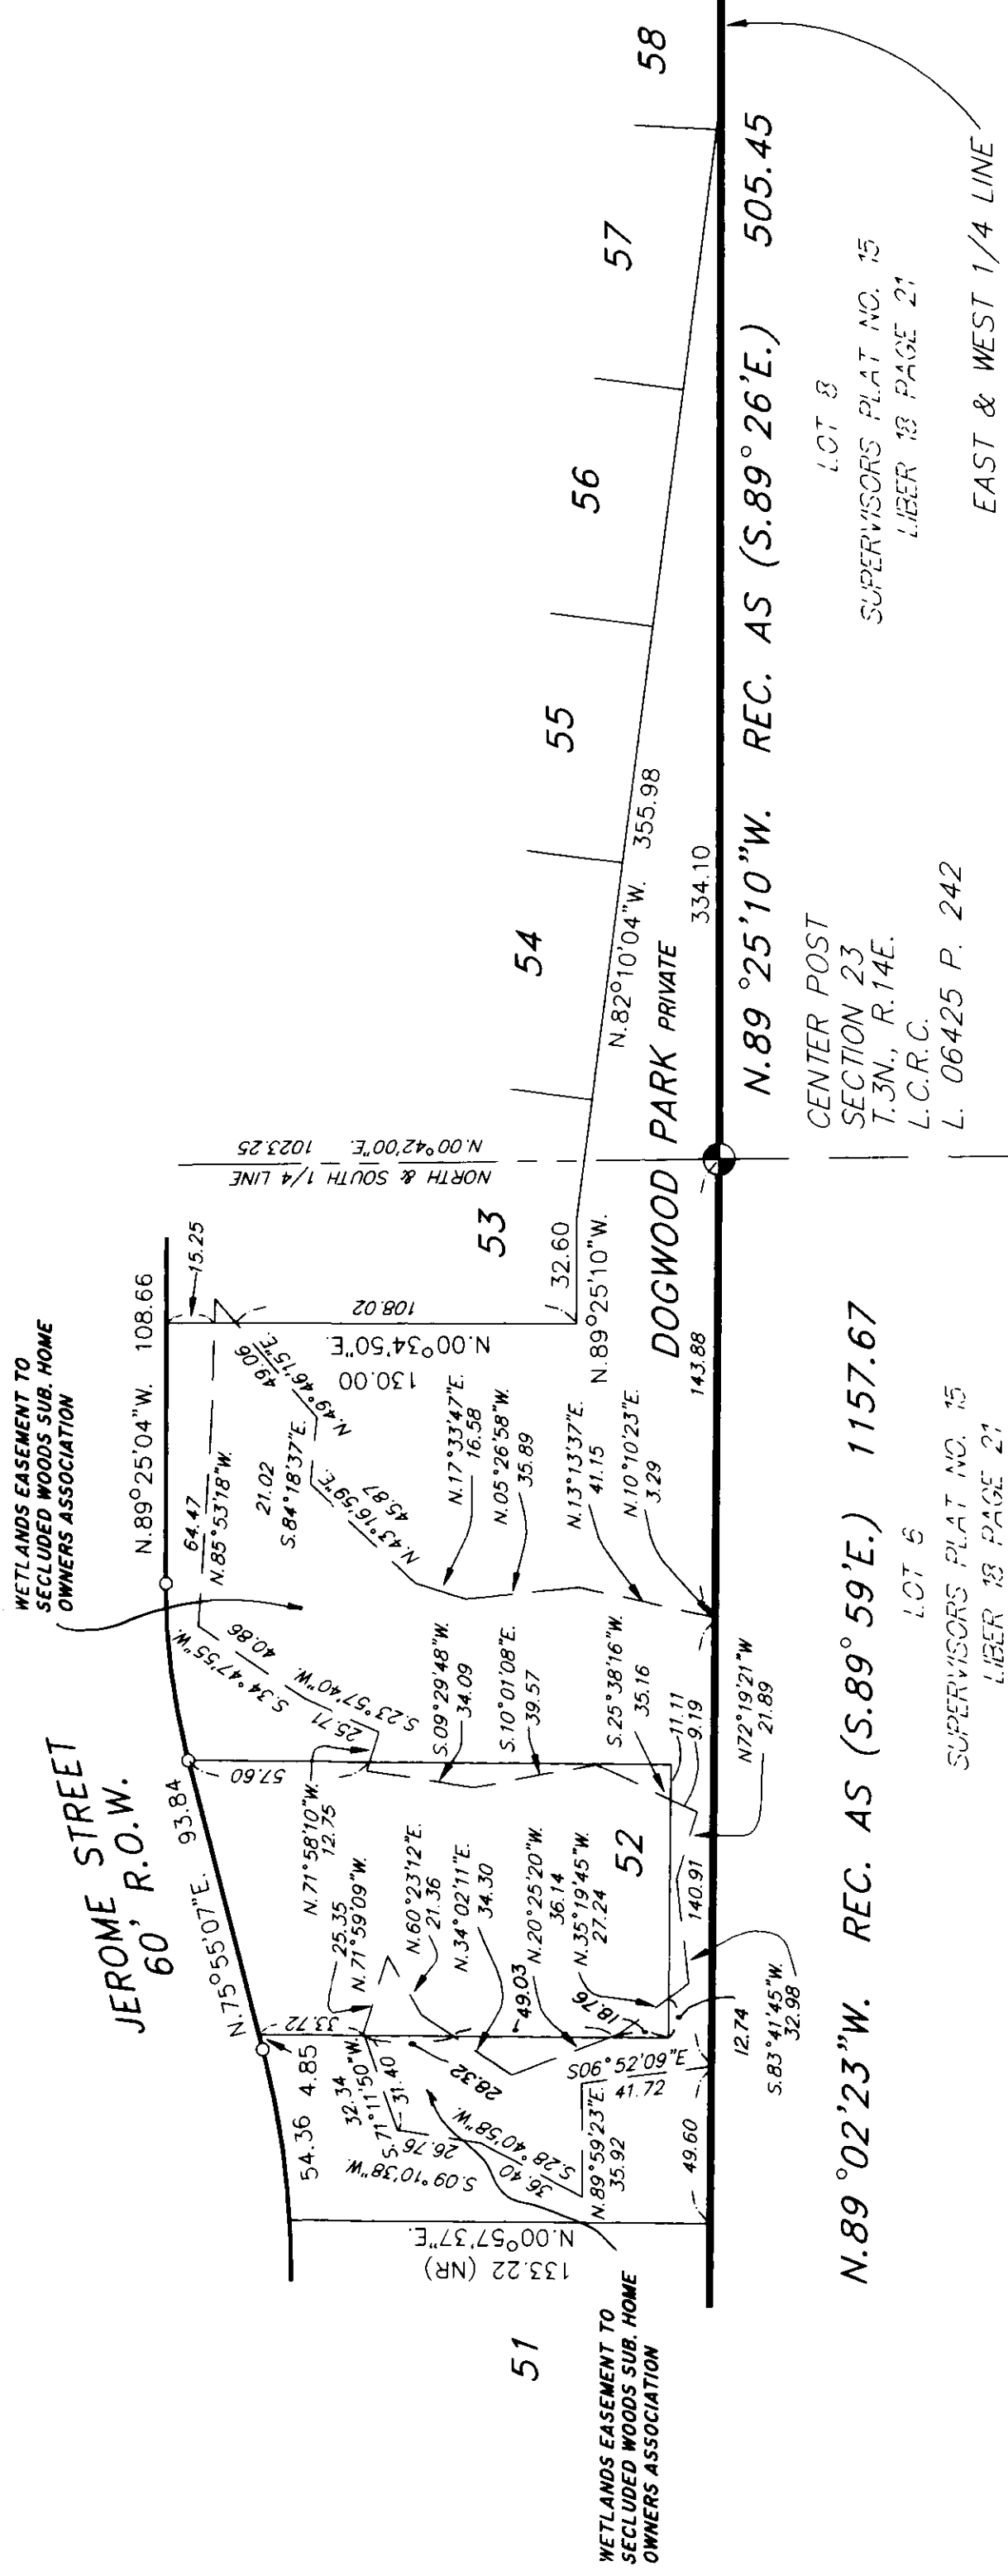 WETLANDS EASEMENT TO
SECLUDED WOODS SUB. HOME
OWNERS ASSOCIATION
JEROME STREET
60' R.O.W.
54.36
4.85
N.75°55'07"E.
93.84
N.89°25'04"W.
108.66
15.25
64.47
N.85°53'18"W.
S.34°47'55"W.
40.86
S.23°57'40"W.
25.71
21.02
S.84°18'37"E.
N.49°46'15"E.
49.06
N.43°16'59"E.
45.87
N.17°33'47"E.
16.58
N.05°26'58"W.
35.89
N.13°13'37"E.
41.15
N.10°10'23"E.
3.29
108.02
N.00°34'50"E.
130.00
32.60
N.89°25'10"W.
NORTH & SOUTH 1/4 LINE
N.00°42'00"E. 1023.25
57.60
N.71°58'10"W.
12.75
S.09°29'48"W.
34.09
S.10°01'08"E.
39.57
S.25°38'16"W.
35.16
11.11
9.19
N72°19'21"W
21.89
33.72
25.35
N.71°59'09"W.
N.60°23'12"E.
21.36
N.34°02'11"E.
34.30
49.03
N.20°25'20"W.
36.14
N.35°19'45"W.
27.24
18.76
52
32.34
S.71°11'50"W.
31.40
28.32
26.76
S.09°10'38"W.
36.40
S.28°40'58"W.
N.89°59'23"E.
35.92
S06°25'09"E
41.72
49.60
140.91
12.74
S.83°41'45"W.
32.98
143.88
133.22 (NR)
N.00°57'37"E.
51
WETLANDS EASEMENT TO
SECLUDED WOODS SUB. HOME
OWNERS ASSOCIATION
53
54
55
56
57
58
N.82°10'04"W. 355.98
DOGWOOD PARK PRIVATE
334.10
N.89°02'23"W. REC. AS (S.89°59'E.) 1157.67
N.89°25'10"W. REC. AS (S.89°26'E.) 505.45
CENTER POST
SECTION 23
T.3N., R.14E.
L.C.R.C.
L. 06425 P. 242
SUPERVISORS PLAT NO. 15
LIBER 18 PAGE 21
LOT 8
SUPERVISORS PLAT NO. 15
LIBER 18 PAGE 21
EAST & WEST 1/4 LINE